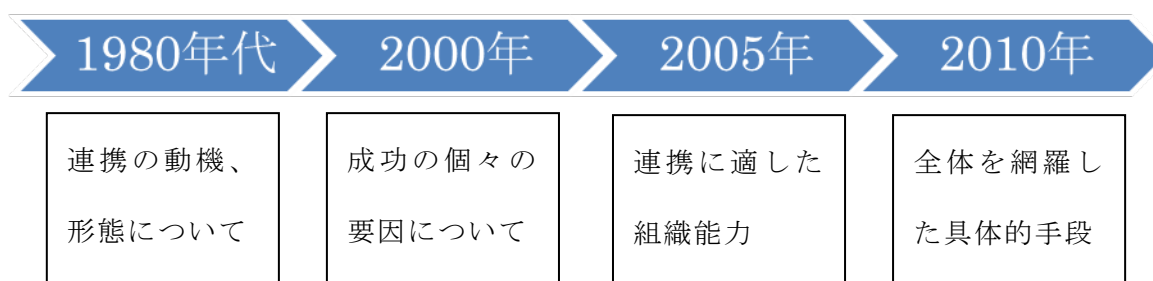 1980年代
2000年
2005年
2010年
連携の動機、
形態について
成功の個々の
要因について
連携に適した
組織能力
全体を網羅し
た具体的手段